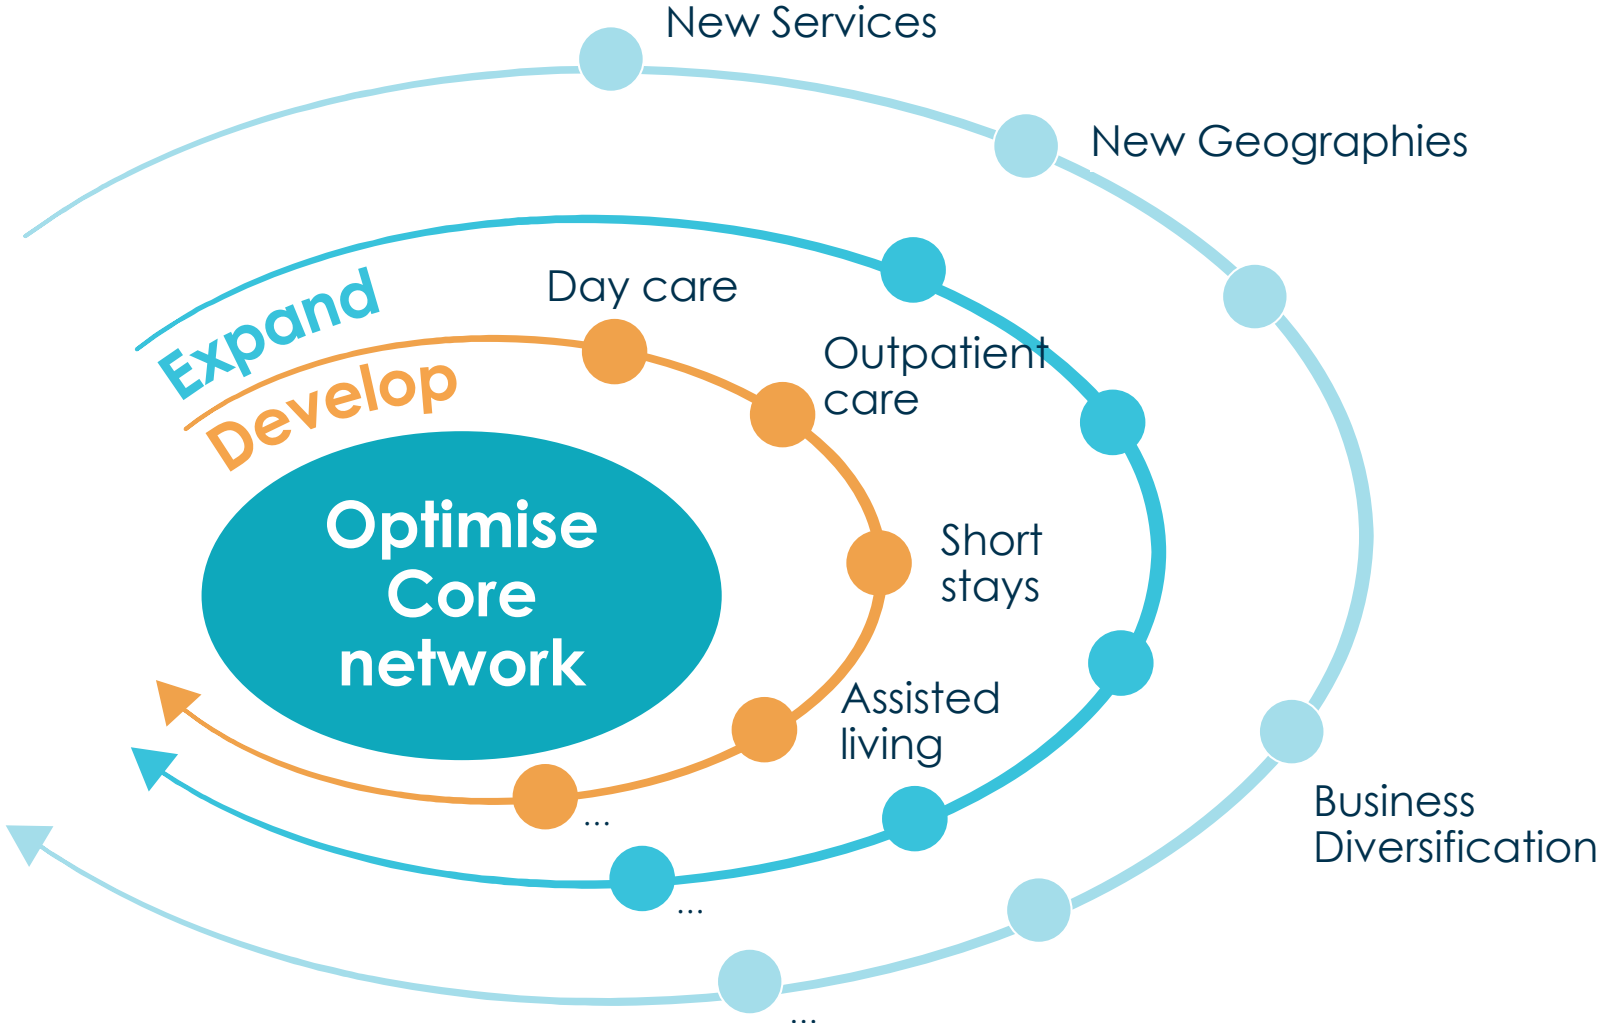 New Services
New Geographies
Expand
Day care
Develop
Outpatient
care
Optimise
Core
network
Short
stays
Assisted
living
...
Business
Diversification
...
...